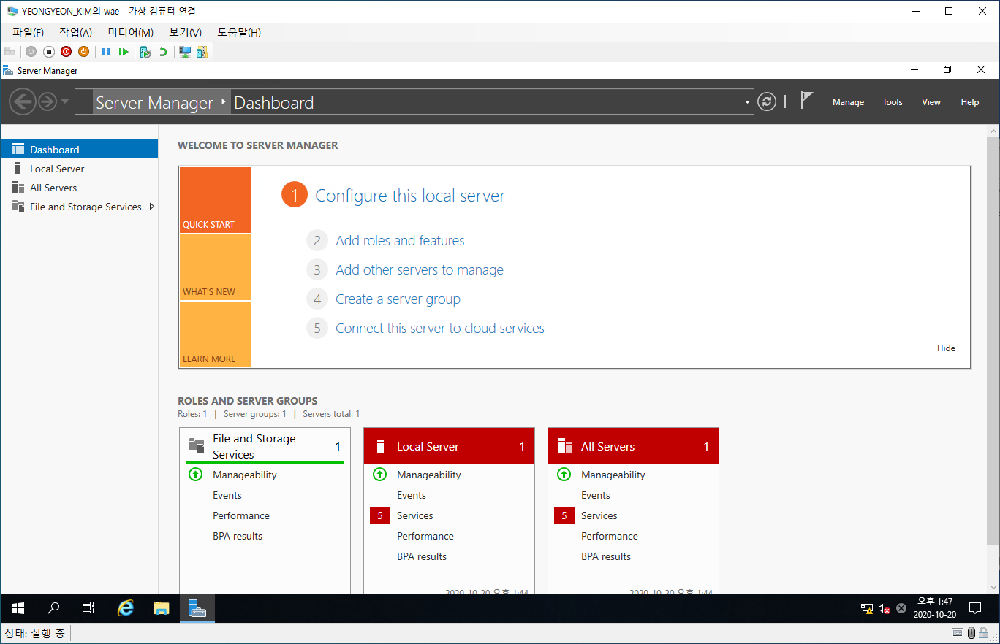 YEONGYEON_KIM의 wae - 가상 컴퓨터 연결
파일(F) 작업(A) 미디어(M) 보기(V) 도움말(H)
Server Manager
Server Manager Dashboard
Manage Tools View Help
Dashboard
Local Server
All Servers
File and Storage Services
WELCOME TO SERVER MANAGER
QUICK START
WHAT'S NEW
LEARN MORE
1 Configure this local server
2 Add roles and features
3 Add other servers to manage
4 Create a server group
5 Connect this server to cloud services
Hide
ROLES AND SERVER GROUPS
Roles: 1 | Server groups: 1 | Servers total: 1
File and Storage
Services
1
Manageability
Events
Performance
BPA results
Local Server 1
Manageability
Events
5 Services
Performance
BPA results
2020-10-20 오후 1:44
All Servers 1
Manageability
Events
5 Services
Performance
BPA results
2020-10-20 오후 1:44
오후 1:47
2020-10-20
상태: 실행 중